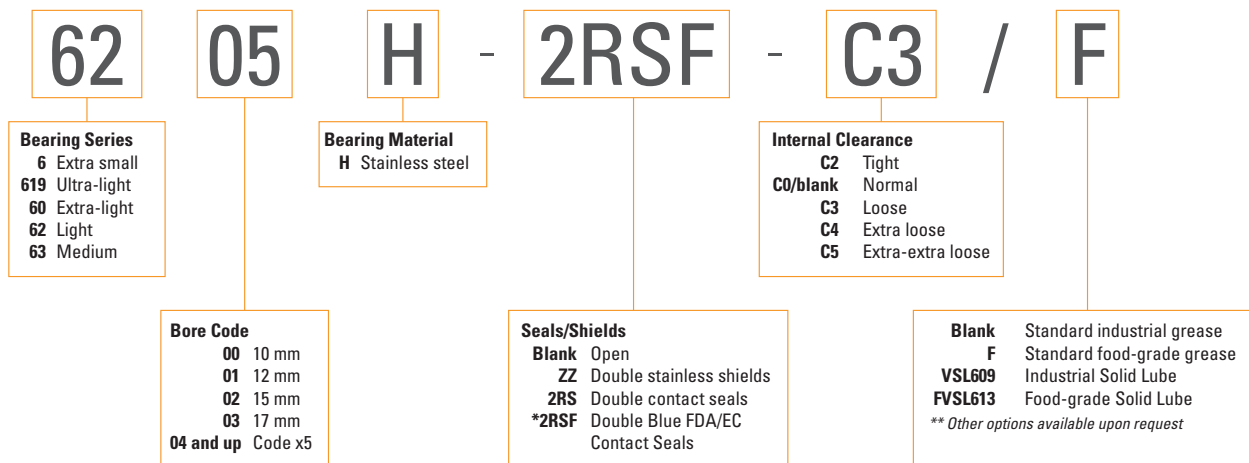 62 05 H - 2RSF - C3 / F
Bearing Series
6 Extra small
619 Ultra-light
60 Extra-light
62 Light
63 Medium
Bearing Material
H Stainless steel
Internal Clearance
C2 Tight
C0/blank Normal
C3 Loose
C4 Extra loose
C5 Extra-extra loose
Bore Code
00 10 mm
01 12 mm
02 15 mm
03 17 mm
04 and up Code x5
Seals/Shields
Blank Open
ZZ Double stainless shields
2RS Double contact seals
*2RSF Double Blue FDA/EC
Contact Seals
Blank Standard industrial grease
F Standard food-grade grease
VSL609 Industrial Solid Lube
FVSL613 Food-grade Solid Lube
** Other options available upon request